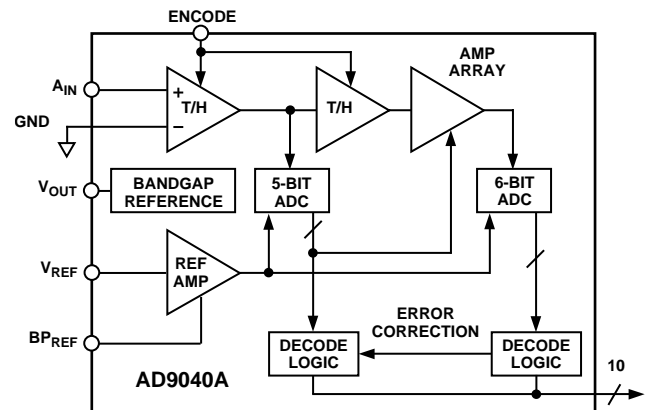 ENCODE
AMP
ARRAY
AIN
+
T/H
–
T/H
GND
VOUT
BANDGAP
REFERENCE
5-BIT
ADC
6-BIT
ADC
VREF
REF
AMP
ERROR
CORRECTION
BPREF
DECODE
LOGIC
DECODE
LOGIC
AD9040A
10